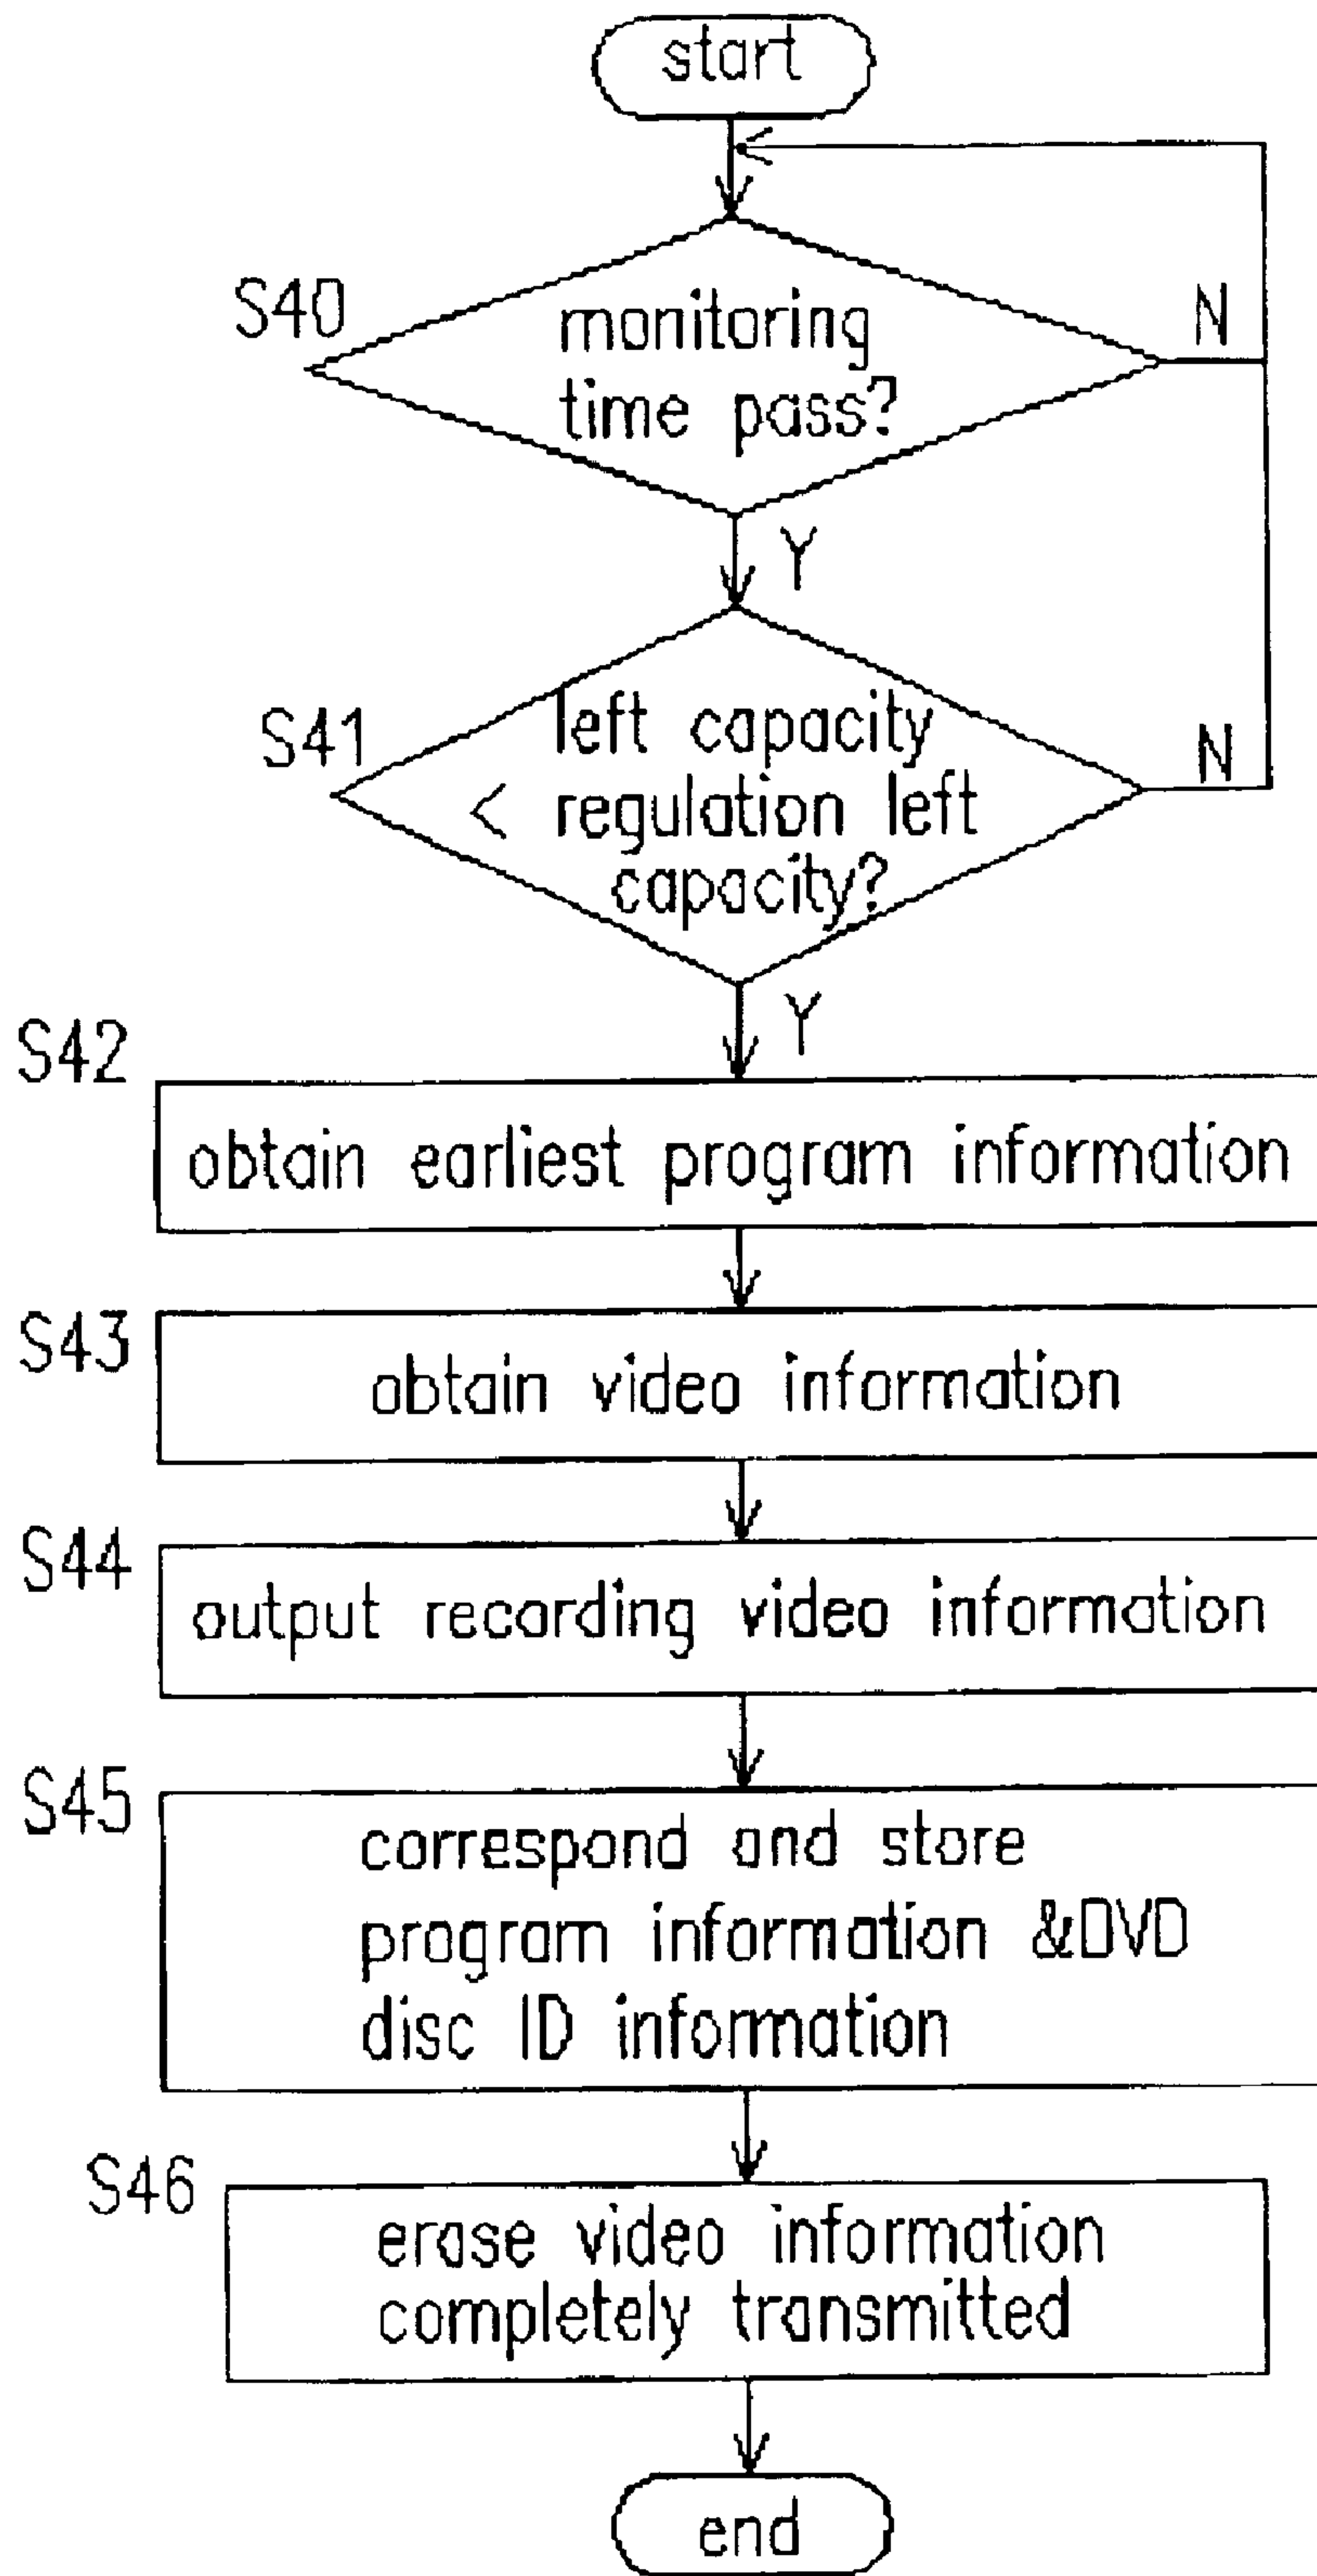 start
S40
monitoring
time pass?
N
Y
S41
left capacity
< regulation left
capacity?
N
Y
S42
obtain earliest program information
S43
obtain video information
S44
output recording video information
S45
correspond and store
program information &DVD
disc ID information
S46
erase video information
completely transmitted
end